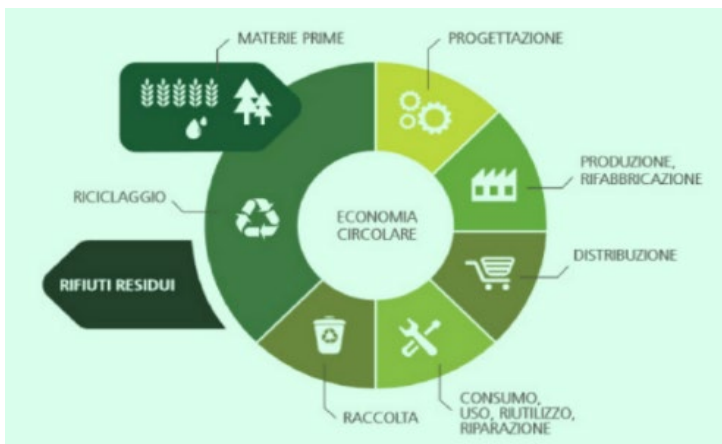 MATERIE PRIME
PROGETTAZIONE
PRODUZIONE,
RIFABBRICAZIONE
RICICLAGGIO
ECONOMIA
CIRCOLARE
DISTRIBUZIONE
RIFIUTI RESIDUI
CONSUMO,
USO, RIUTILIZZO,
RIPARAZIONE
RACCOLTA